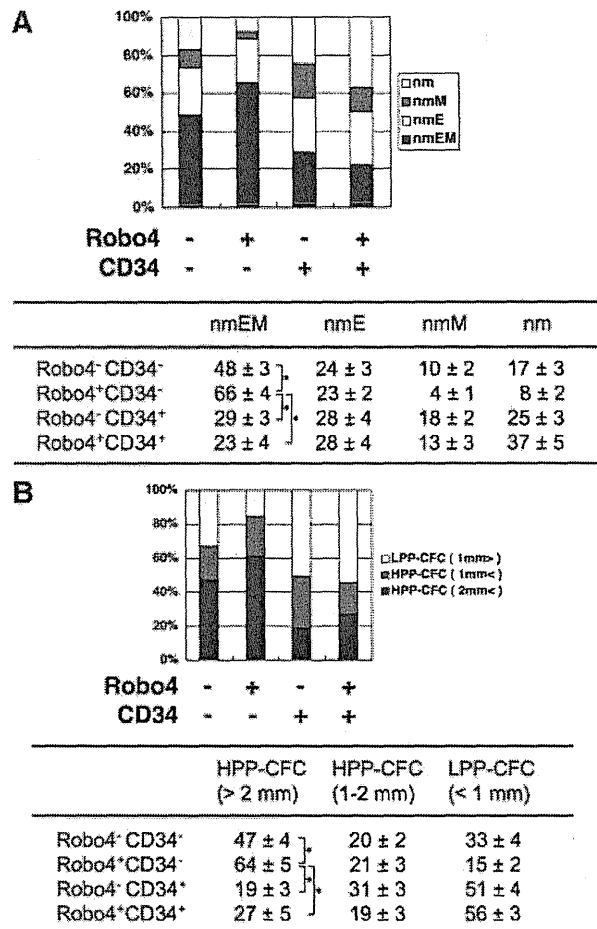 A
100%
80%
60%
40%
20%
0%
nm
nmM
nmE
nmEM
Robo4 - + - +
CD34 - - + +
nmEM nmE nmM nm
Robo4⁻CD34⁻ 48 ± 3 24 ± 3 10 ± 2 17 ± 3
Robo4⁺CD34⁻ 66 ± 4 23 ± 2 4 ± 1 8 ± 2
Robo4⁻CD34⁺ 29 ± 3 28 ± 4 18 ± 2 25 ± 3
Robo4⁺CD34⁺ 23 ± 4 28 ± 4 13 ± 3 37 ± 5
* * *
B
100%
80%
60%
40%
20%
0%
LPP-CFC ( 1mm> )
HPP-CFC ( 1mm< )
HPP-CFC ( 2mm< )
Robo4 - + - +
CD34 - - + +
HPP-CFC HPP-CFC LPP-CFC
(> 2 mm) (1-2 mm) (< 1 mm)
Robo4⁻CD34⁻ 47 ± 4 20 ± 2 33 ± 4
Robo4⁺CD34⁻ 64 ± 5 21 ± 3 15 ± 2
Robo4⁻CD34⁺ 19 ± 3 31 ± 3 51 ± 4
Robo4⁺CD34⁺ 27 ± 5 19 ± 3 56 ± 3
* * *